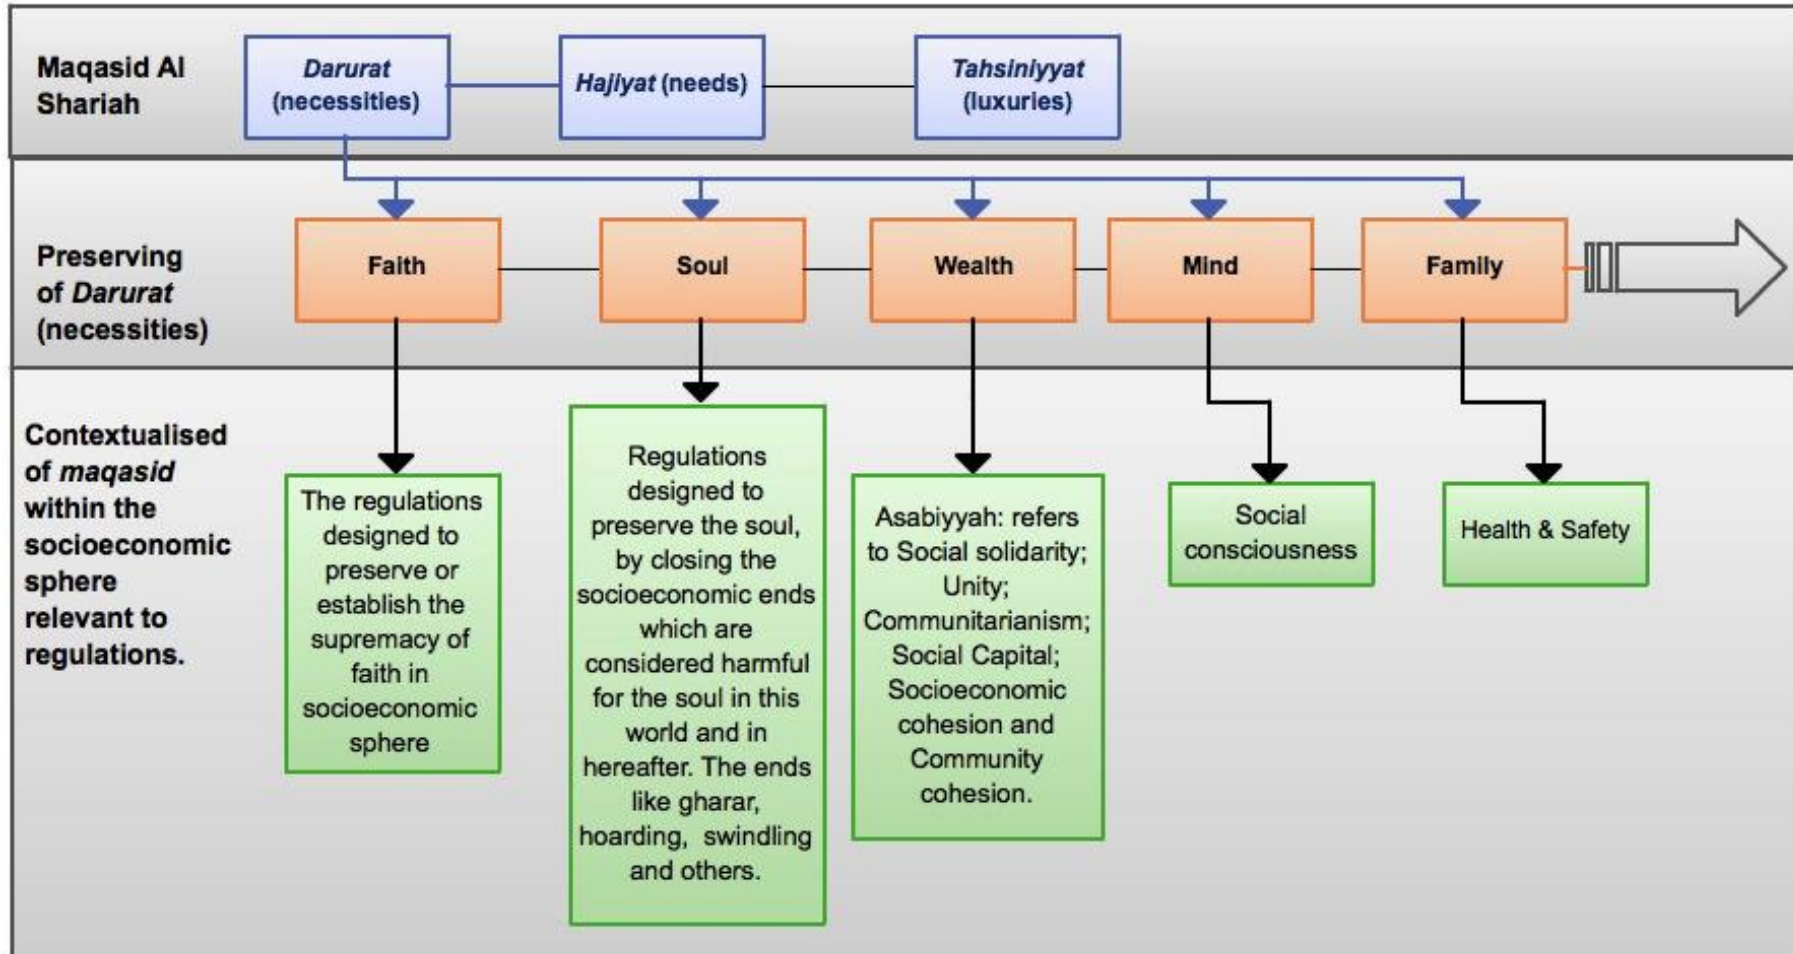 Maqasid Al
Shariah
Darurat
(necessities)
Hajiyat (needs)
Tahsiniyyat
(luxuries)
Preserving
of Darurat
(necessities)
Faith
Soul
Wealth
Mind
Family
Contextualised
of maqasid
within the
socioeconomic
sphere
relevant to
regulations.
The regulations
designed to
preserve or
establish the
supremacy of
faith in
socioeconomic
sphere
Regulations
designed to
preserve the soul,
by closing the
socioeconomic ends
which are
considered harmful
for the soul in this
world and in
hereafter. The ends
like gharar,
hoarding, swindling
and others.
Asabiyyah: refers
to Social solidarity;
Unity;
Communitarianism;
Social Capital;
Socioeconomic
cohesion and
Community
cohesion.
Social
consciousness
Health & Safety